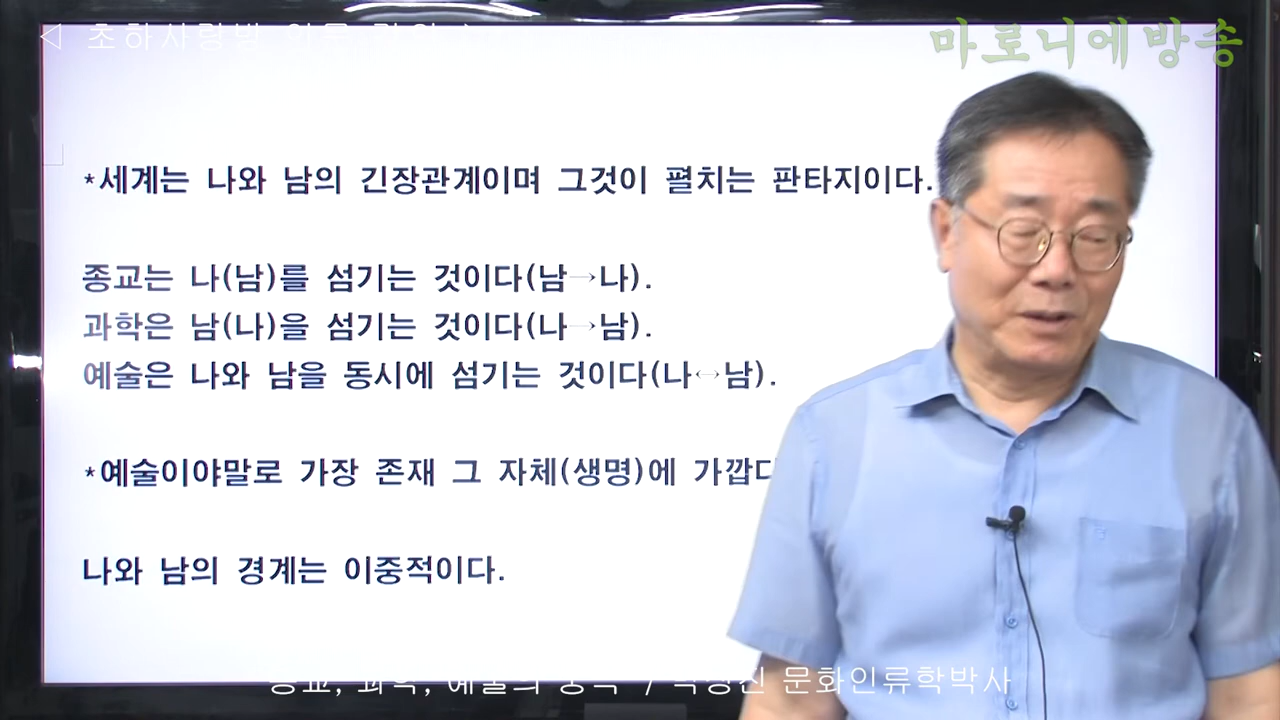 마로니에방송
*세계는 나와 남의 긴장관계이며 그것이 펼치는 판타지이다.
종교는 나(남)를 섬기는 것이다(남→나).
과학은 남(나)을 섬기는 것이다(나→남).
예술은 나와 남을 동시에 섬기는 것이다(나↔남).
*예술이야말로 가장 존재 그 자체(생명)에 가깝다
나와 남의 경계는 이중적이다.
문화인류학박사